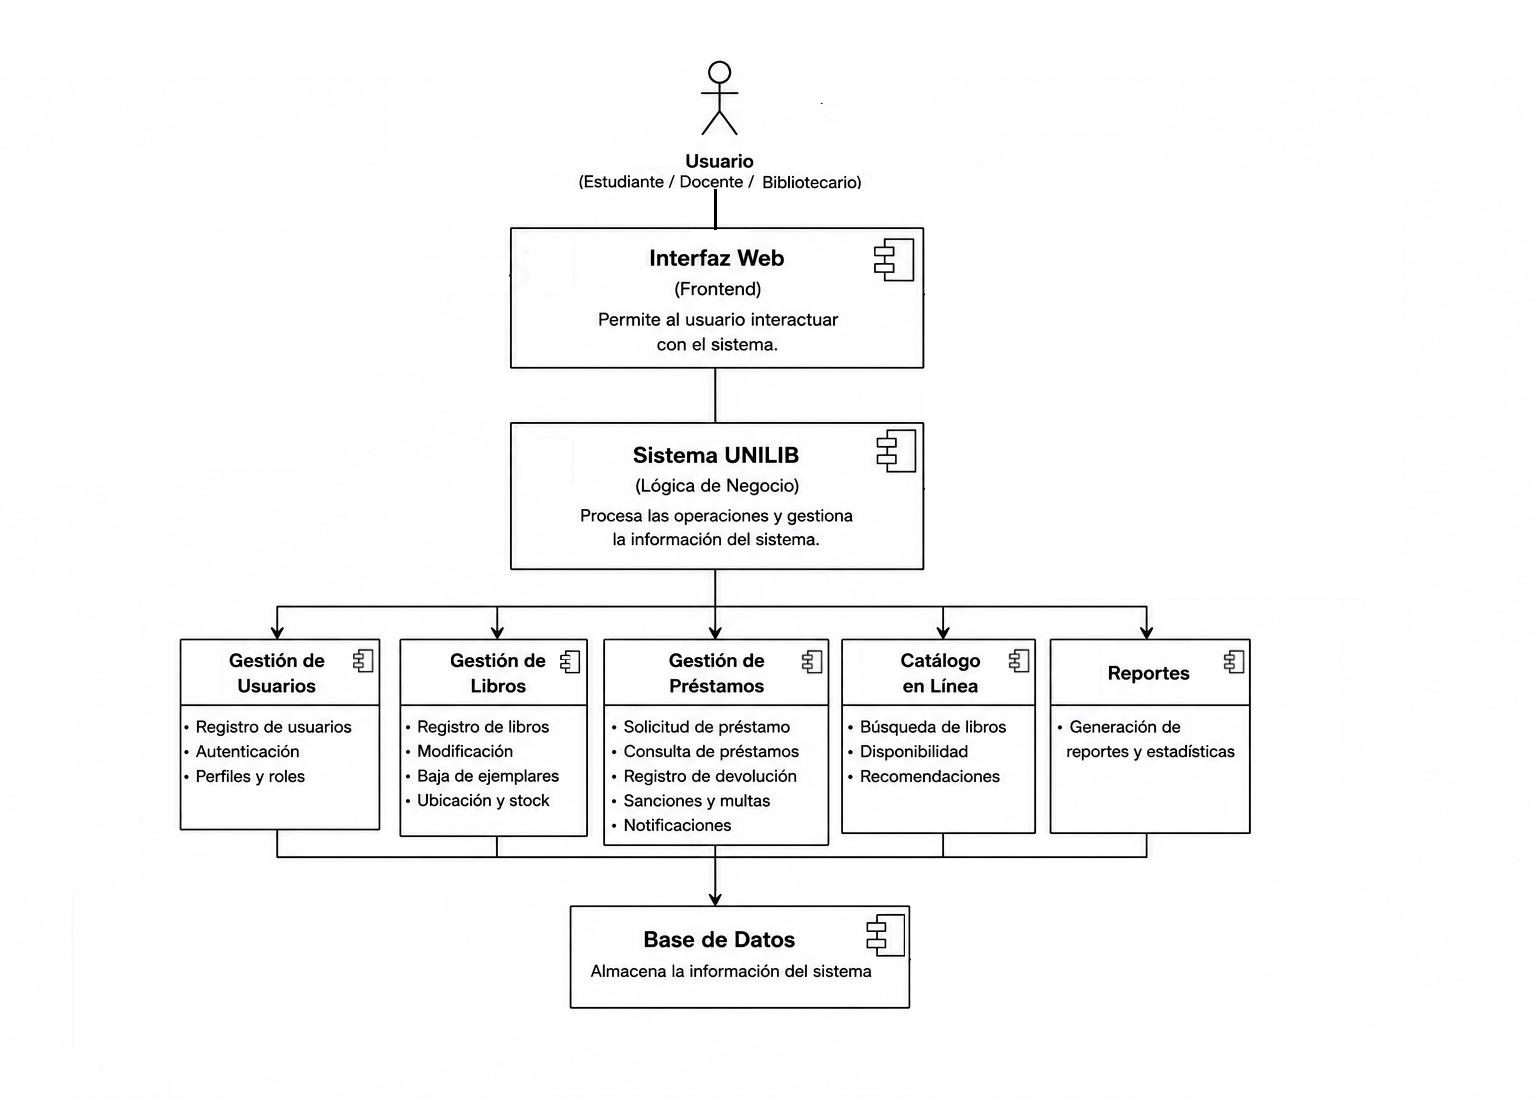 Usuario
(Estudiante / Docente / Bibliotecario)
Interfaz Web
(Frontend)
Permite al usuario interactuar
con el sistema.
Sistema UNILIB
(Lógica de Negocio)
Procesa las operaciones y gestiona
la información del sistema.
Gestión de
Usuarios
• Registro de usuarios
• Autenticación
• Perfiles y roles
Gestión de
Libros
• Registro de libros
• Modificación
• Baja de ejemplares
• Ubicación y stock
Gestión de
Préstamos
• Solicitud de préstamo
• Consulta de préstamos
• Registro de devolución
• Sanciones y multas
• Notificaciones
Catálogo
en Línea
• Búsqueda de libros
• Disponibilidad
• Recomendaciones
Reportes
• Generación de
reportes y estadísticas
Base de Datos
Almacena la información del sistema